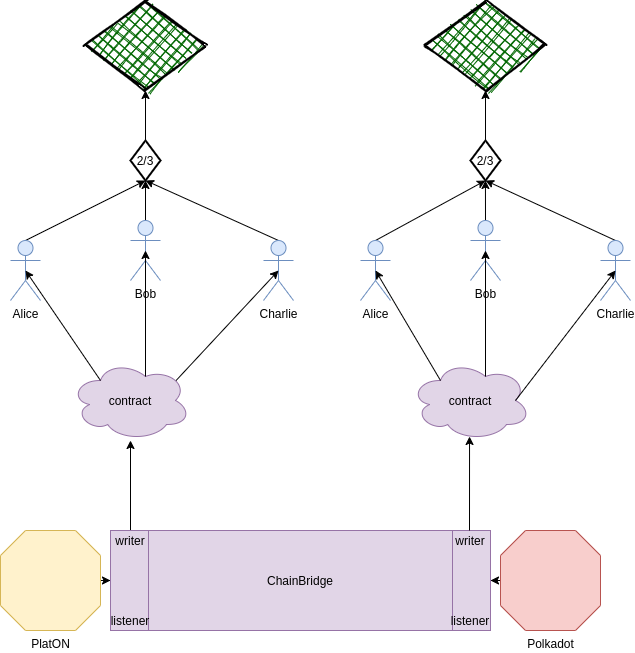 2/3
2/3
Bob
Bob
Alice
Charlie
Alice
Charlie
contract
contract
writer
writer
ChainBridge
listener
listener
PlatON
Polkadot